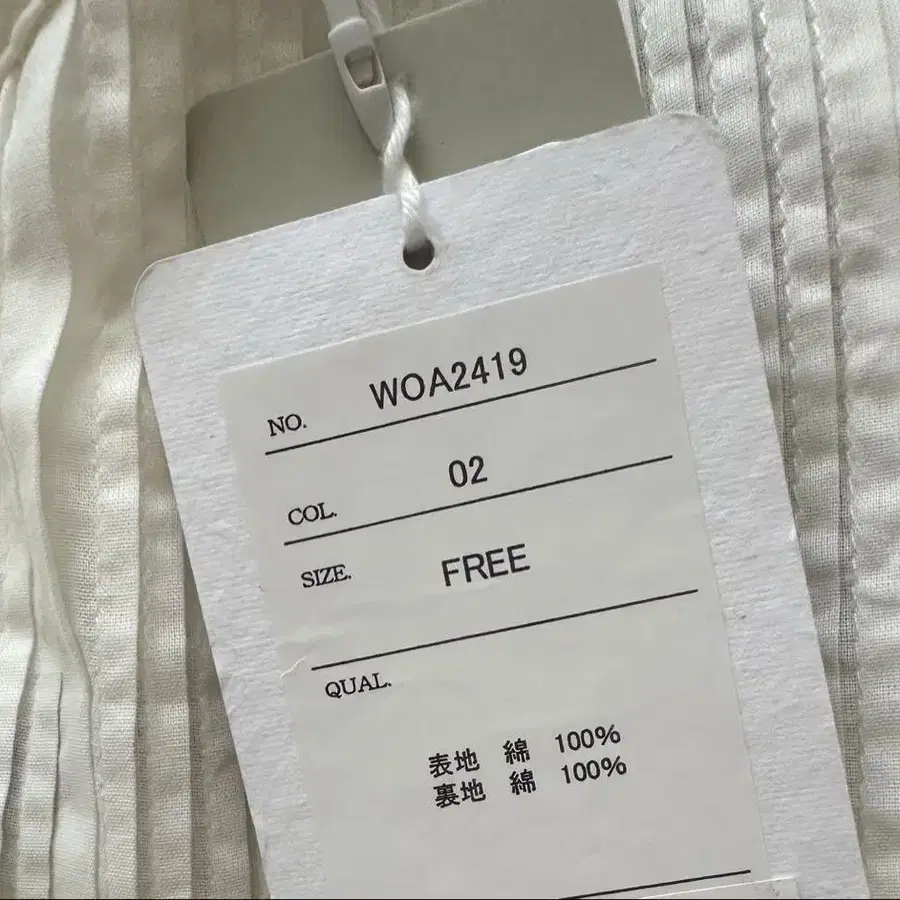 NO. WOA2419
COL. 02
SIZE. FREE
QUAL.
表地 綿 100%
裏地 綿 100%